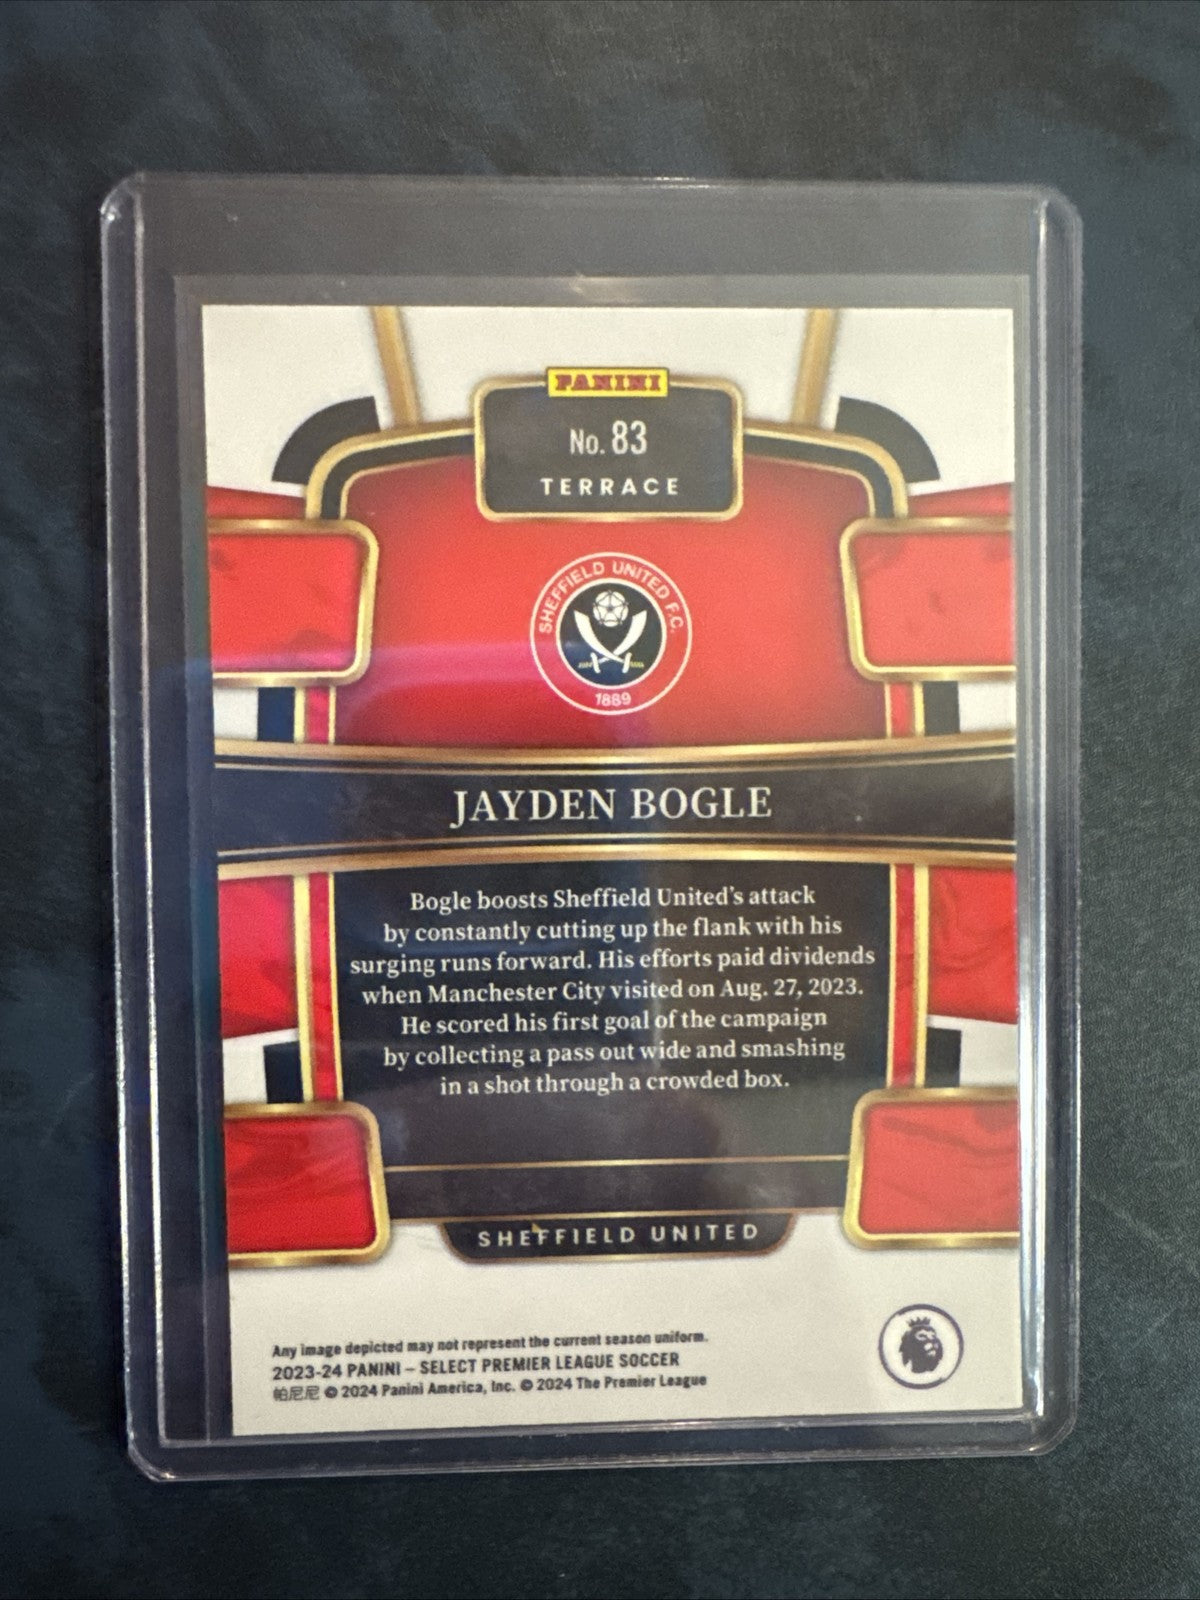 PANINI
No. 83
TERRACE
SHEFFIELD UNITED F.C.
1889
JAYDEN BOGLE
Bogle boosts Sheffield United's attack
by constantly cutting up the flank with his
surging runs forward. His efforts paid dividends
when Manchester City visited on Aug. 27, 2023.
He scored his first goal of the campaign
by collecting a pass out wide and smashing
in a shot through a crowded box.
SHEFFIELD UNITED
Any image depicted may not represent the current season uniform.
2023-24 PANINI – SELECT PREMIER LEAGUE SOCCER
帕尼尼 © 2024 Panini America, Inc. © 2024 The Premier League